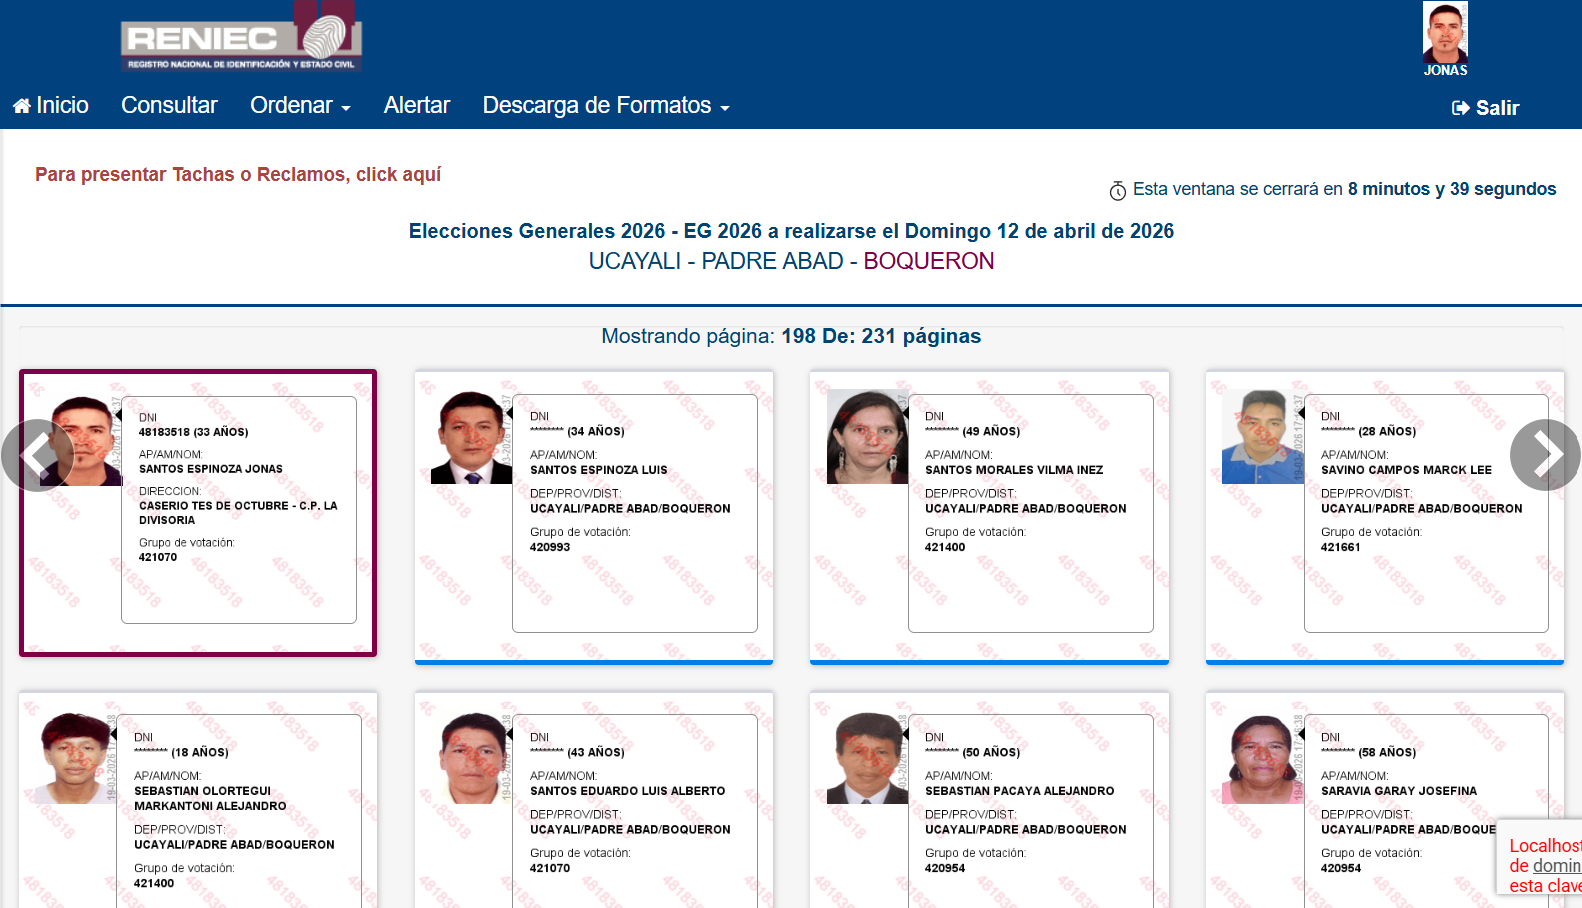 RENIEC
REGISTRO NACIONAL DE IDENTIFICACIÓN Y ESTADO CIVIL
JONAS
Inicio Consultar Ordenar Alertar Descarga de Formatos Salir
Para presentar Tachas o Reclamos, click aquí
Esta ventana se cerrará en 8 minutos y 39 segundos
Elecciones Generales 2026 - EG 2026 a realizarse el Domingo 12 de abril de 2026
UCAYALI - PADRE ABAD - BOQUERON
Mostrando página: 198 De: 231 páginas
DNI
48183518 (33 AÑOS)
AP/AM/NOM:
SANTOS ESPINOZA JONAS
DIRECCION:
CASERIO TES DE OCTUBRE - C.P. LA
DIVISORIA
Grupo de votación:
421070
DNI
******** (34 AÑOS)
AP/AM/NOM:
SANTOS ESPINOZA LUIS
DEP/PROV/DIST:
UCAYALI/PADRE ABAD/BOQUERON
Grupo de votación:
420993
DNI
******** (49 AÑOS)
AP/AM/NOM:
SANTOS MORALES VILMA INEZ
DEP/PROV/DIST:
UCAYALI/PADRE ABAD/BOQUERON
Grupo de votación:
421400
DNI
******** (28 AÑOS)
AP/AM/NOM:
SAVINO CAMPOS MARCK LEE
DEP/PROV/DIST:
UCAYALI/PADRE ABAD/BOQUERON
Grupo de votación:
421661
DNI
******** (18 AÑOS)
AP/AM/NOM:
SEBASTIAN OLORTEGUI
MARKANTONI ALEJANDRO
DEP/PROV/DIST:
UCAYALI/PADRE ABAD/BOQUERON
Grupo de votación:
421400
DNI
******** (43 AÑOS)
AP/AM/NOM:
SANTOS EDUARDO LUIS ALBERTO
DEP/PROV/DIST:
UCAYALI/PADRE ABAD/BOQUERON
Grupo de votación:
421070
DNI
******** (50 AÑOS)
AP/AM/NOM:
SEBASTIAN PACAYA ALEJANDRO
DEP/PROV/DIST:
UCAYALI/PADRE ABAD/BOQUERON
Grupo de votación:
420954
DNI
******** (58 AÑOS)
AP/AM/NOM:
SARAVIA GARAY JOSEFINA
DEP/PROV/DIST:
UCAYALI/PADRE ABAD/BOQUE
Grupo de votación:
420954
Localhost
de domin
esta clave